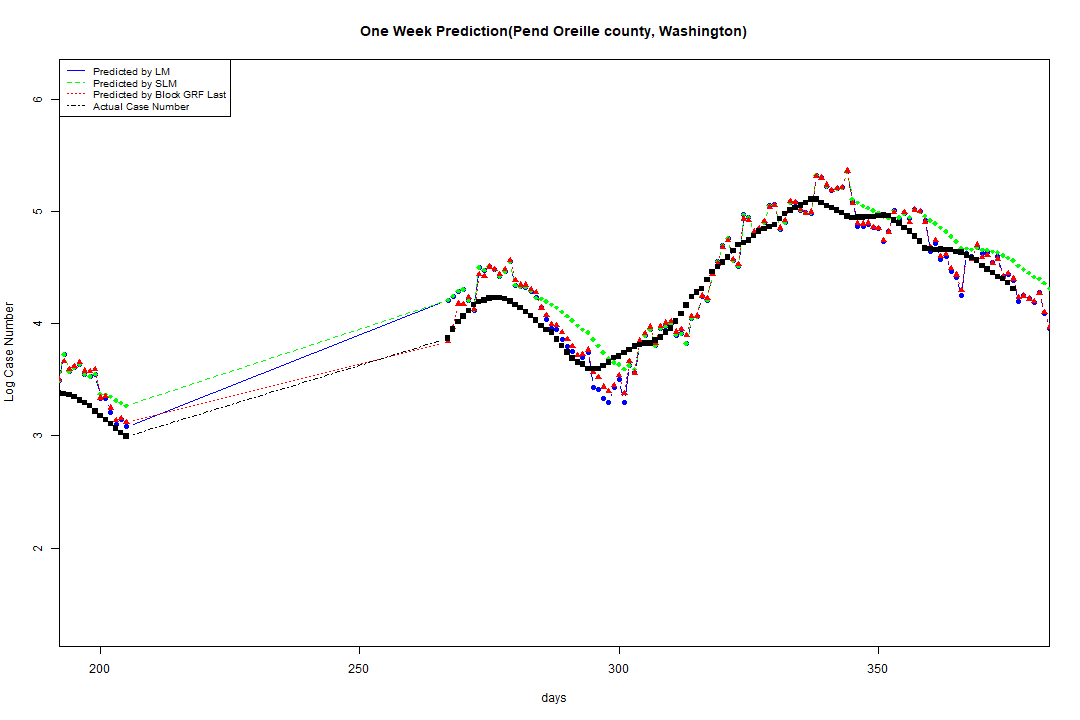 One Week Prediction(Pend Oreille county, Washington)
Predicted by LM
Predicted by SLM
Predicted by Block GRF Last
Actual Case Number
6
5
4
3
2
Log Case Number
200
250
300
350
days